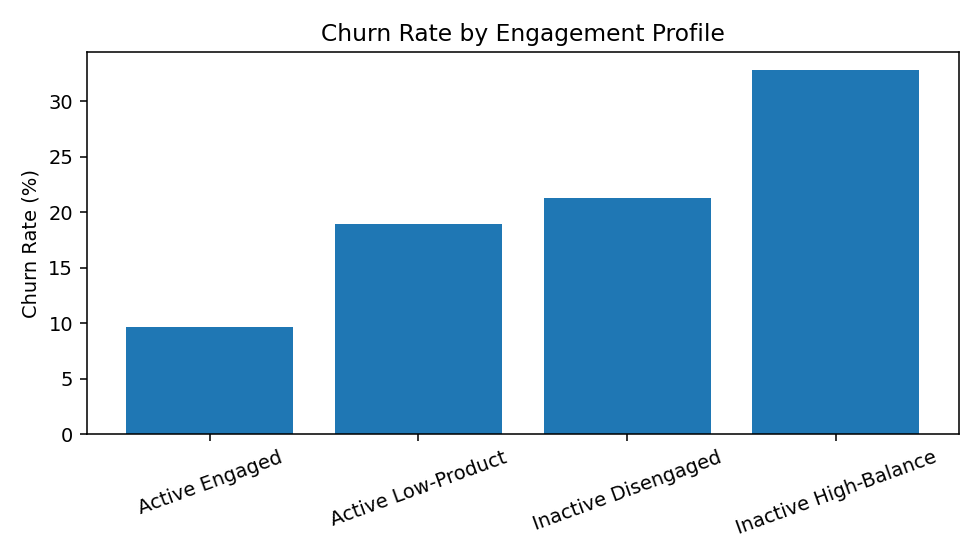 Churn Rate by Engagement Profile
Churn Rate (%)
30
25
20
15
10
5
0
Active Engaged
Active Low-Product
Inactive Disengaged
Inactive High-Balance